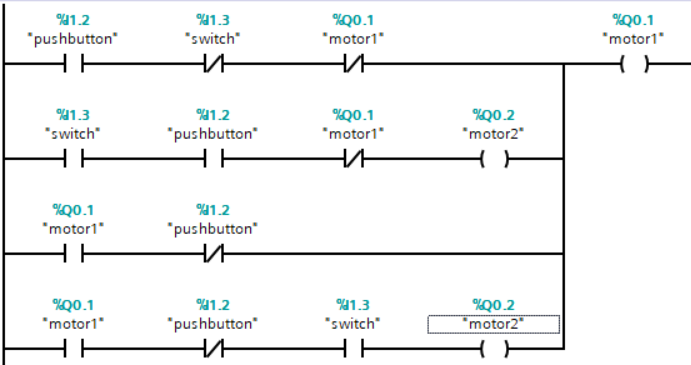 %I1.2 %I1.3 %Q0.1 %Q0.1
"pushbutton" "switch" "motor1" "motor1"
%I1.3 %I1.2 %Q0.1 %Q0.2
"switch" "pushbutton" "motor1" "motor2"
%Q0.1 %I1.2
"motor1" "pushbutton"
%Q0.1 %I1.2 %I1.3 %Q0.2
"motor1" "pushbutton" "switch" "motor2"